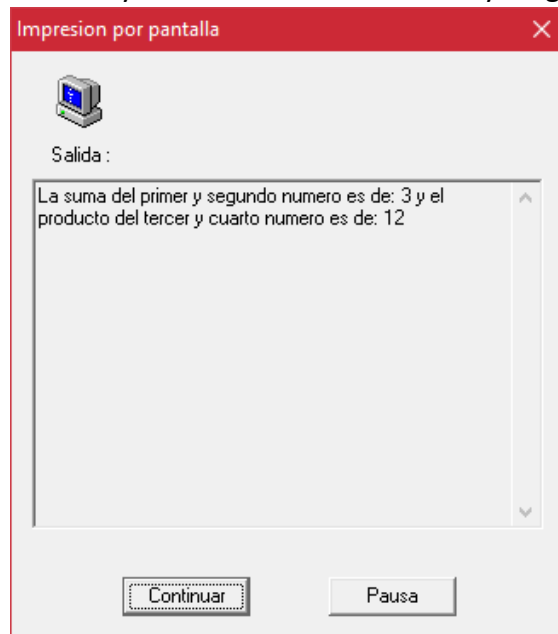 Impresion por pantalla
Salida :
La suma del primer y segundo numero es de: 3 y el
producto del tercer y cuarto numero es de: 12
Continuar
Pausa